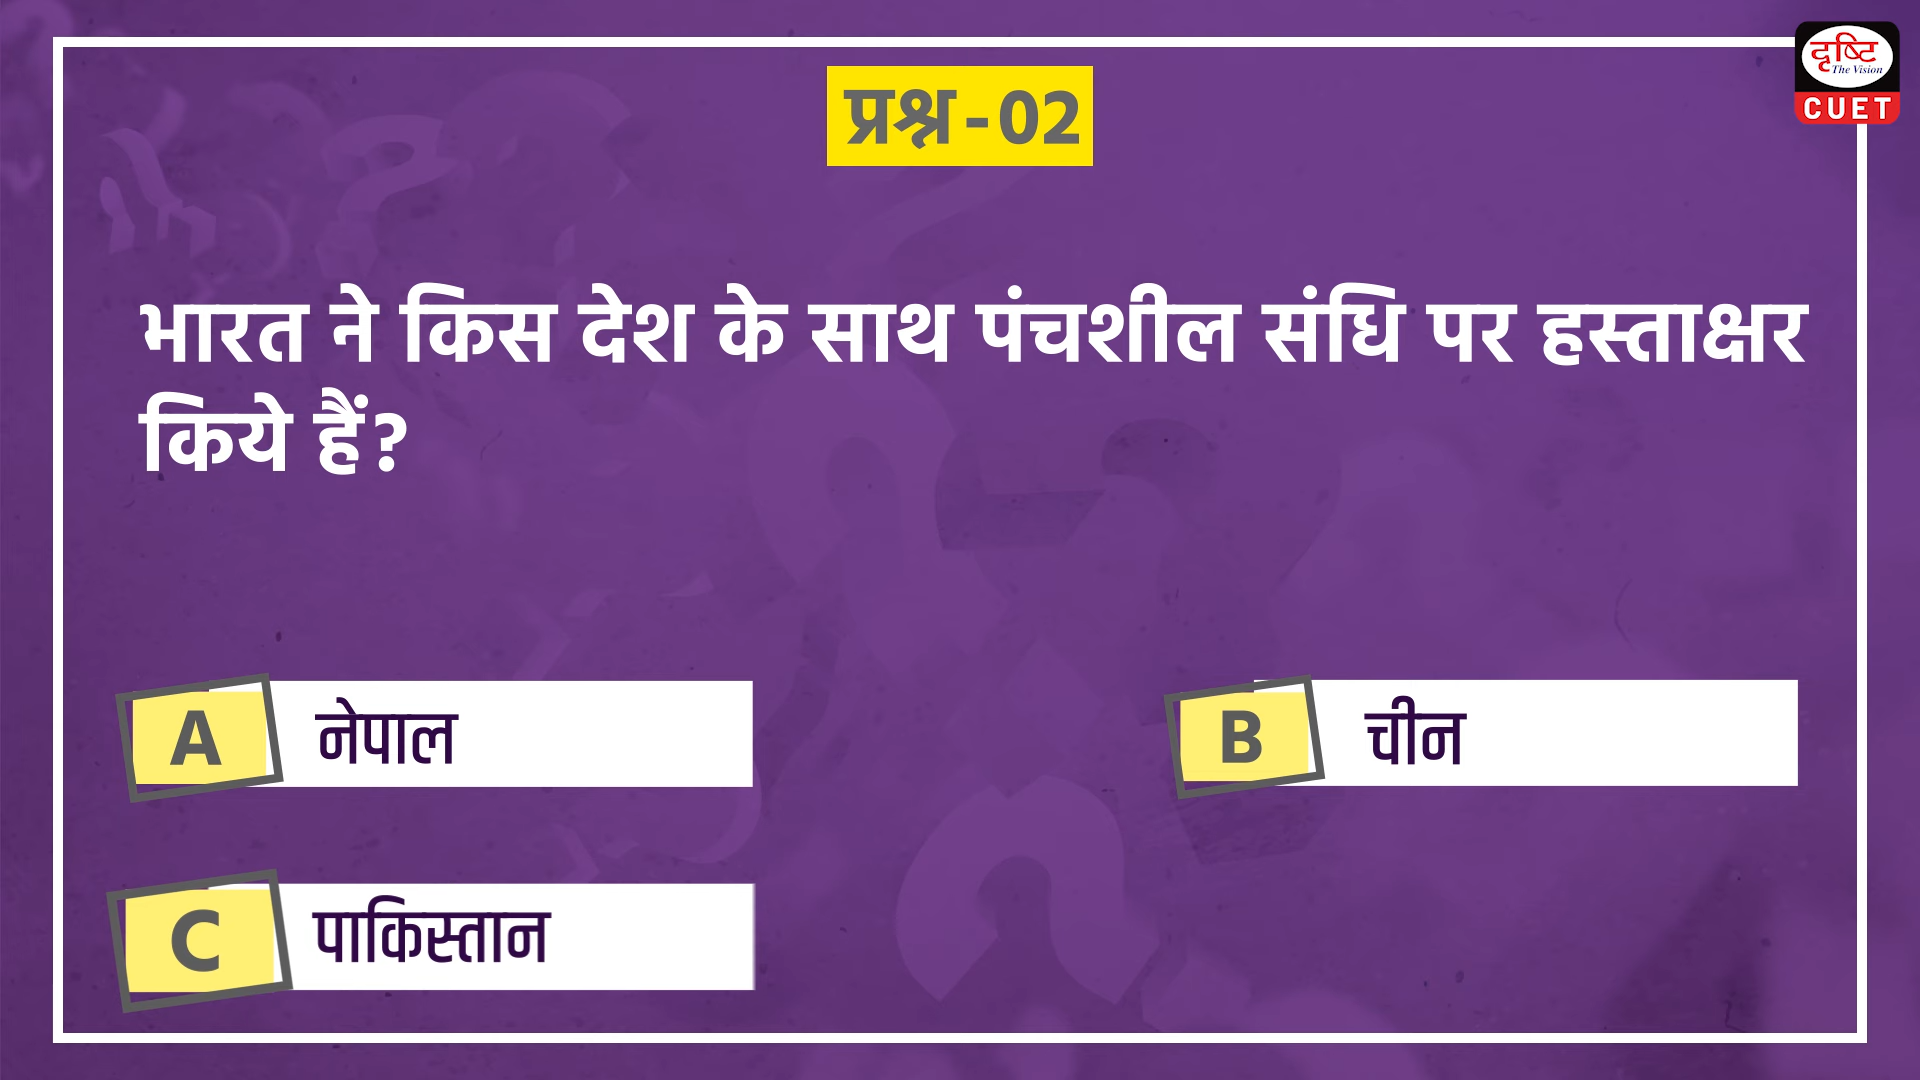 दृष्टि
The Vision
CUET
प्रश्न-02
भारत ने किस देश के साथ पंचशील संधि पर हस्ताक्षर
किये हैं?
A नेपाल
B चीन
C पाकिस्तान